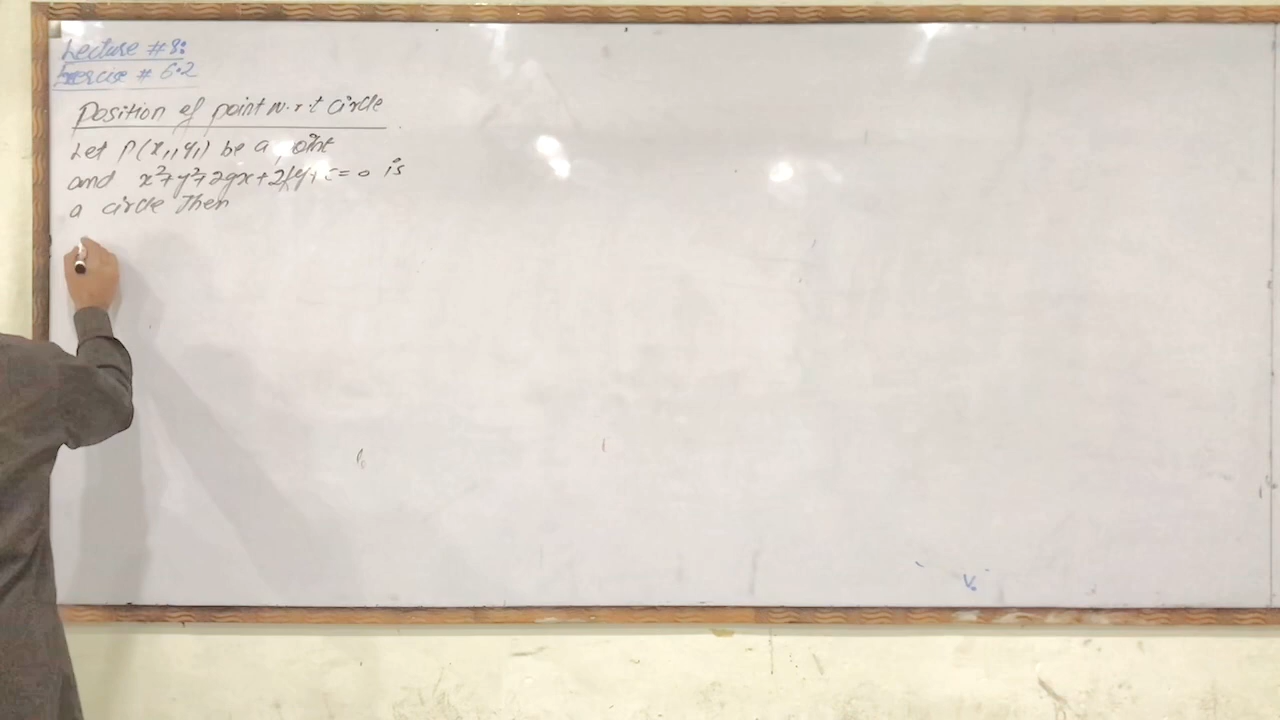 Lecture # 8:
Exercise # 6.2
Position of point w.r.t circle
Let P(x₁,y₁) be a point
and x²+y²+2gx+2fy+c=0 is
a circle Then